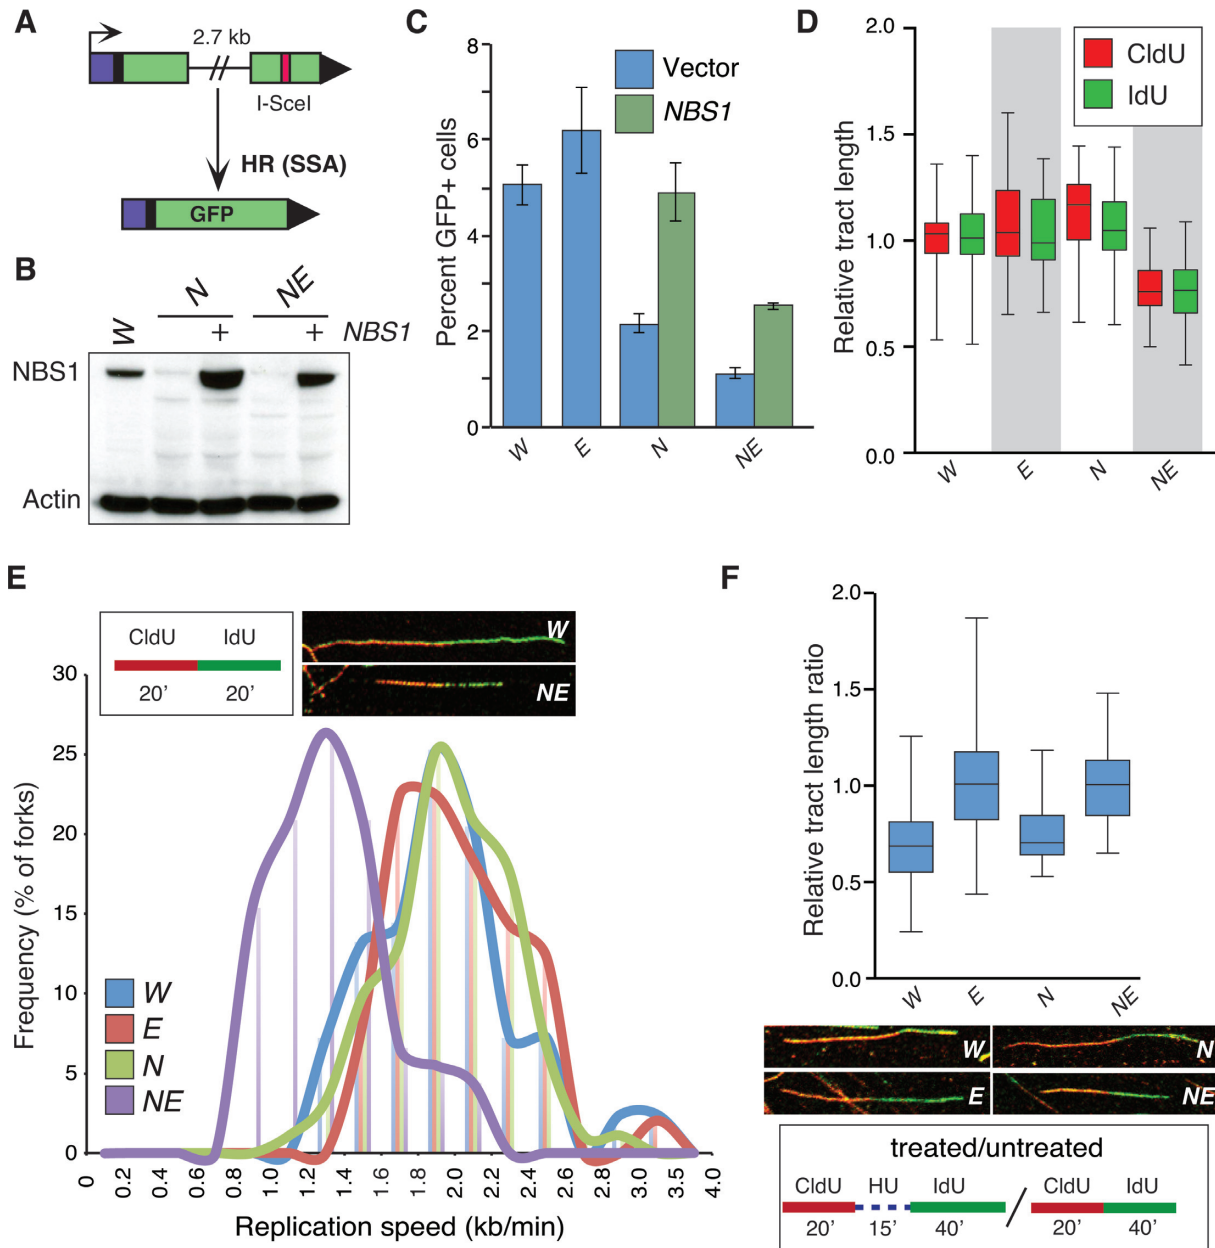 A
2.7 kb
I-SceI
HR (SSA)
GFP
B
W
N
NE
+
+
NBS1
NBS1
Actin
C
8
6
4
2
0
Percent GFP+ cells
Vector
NBS1
W
E
N
NE
D
2.0
1.5
1.0
0.5
0.0
Relative tract length
CldU
IdU
W
E
N
NE
E
CldU
IdU
20'
20'
W
NE
30
25
20
15
10
5
0
Frequency (% of forks)
W
E
N
NE
0
0.2
0.6
0.8
1.0
1.2
1.4
1.6
1.8
2.0
2.2
2.4
2.6
2.8
3.5
4.0
Replication speed (kb/min)
F
2.0
1.5
1.0
0.5
0.0
Relative tract length ratio
W
E
N
NE
W
N
E
NE
treated/untreated
CldU
HU
IdU
CldU
IdU
20'
15'
40'
/
20'
40'